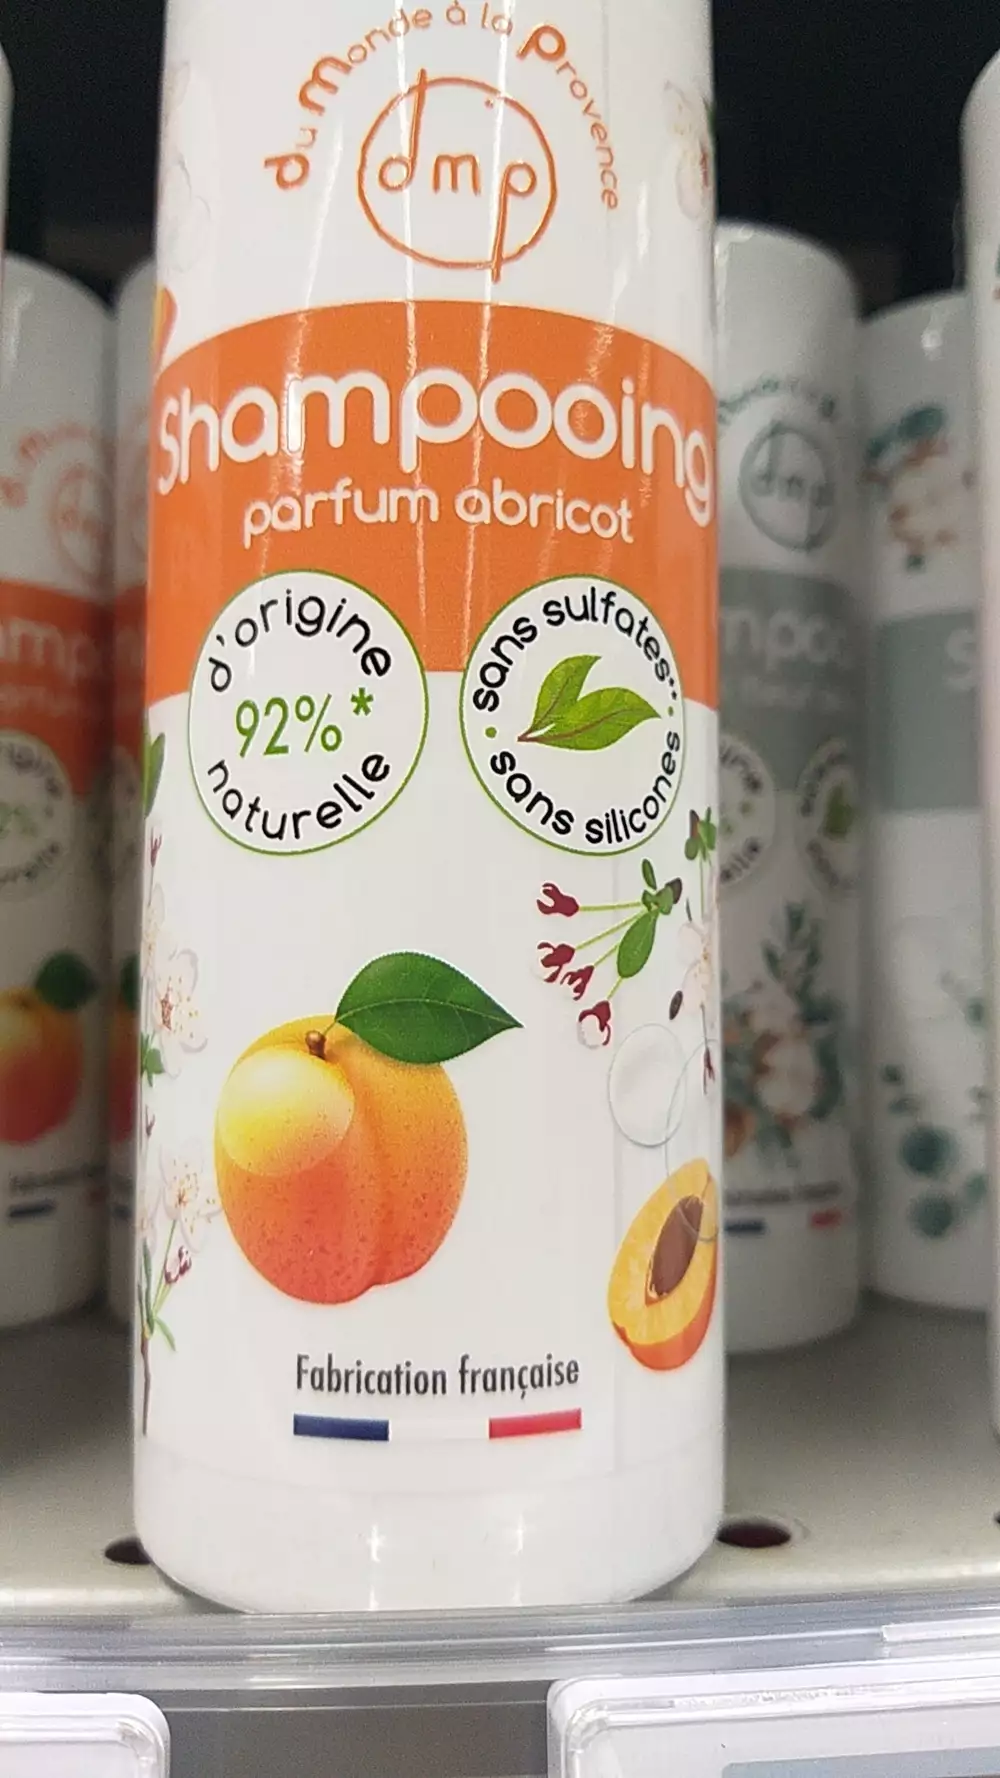 du Monde à la Provence
dmp
Shampooing
parfum abricot
d'origine
92%*
naturelle
sans sulfates**
sans silicones
Fabrication française